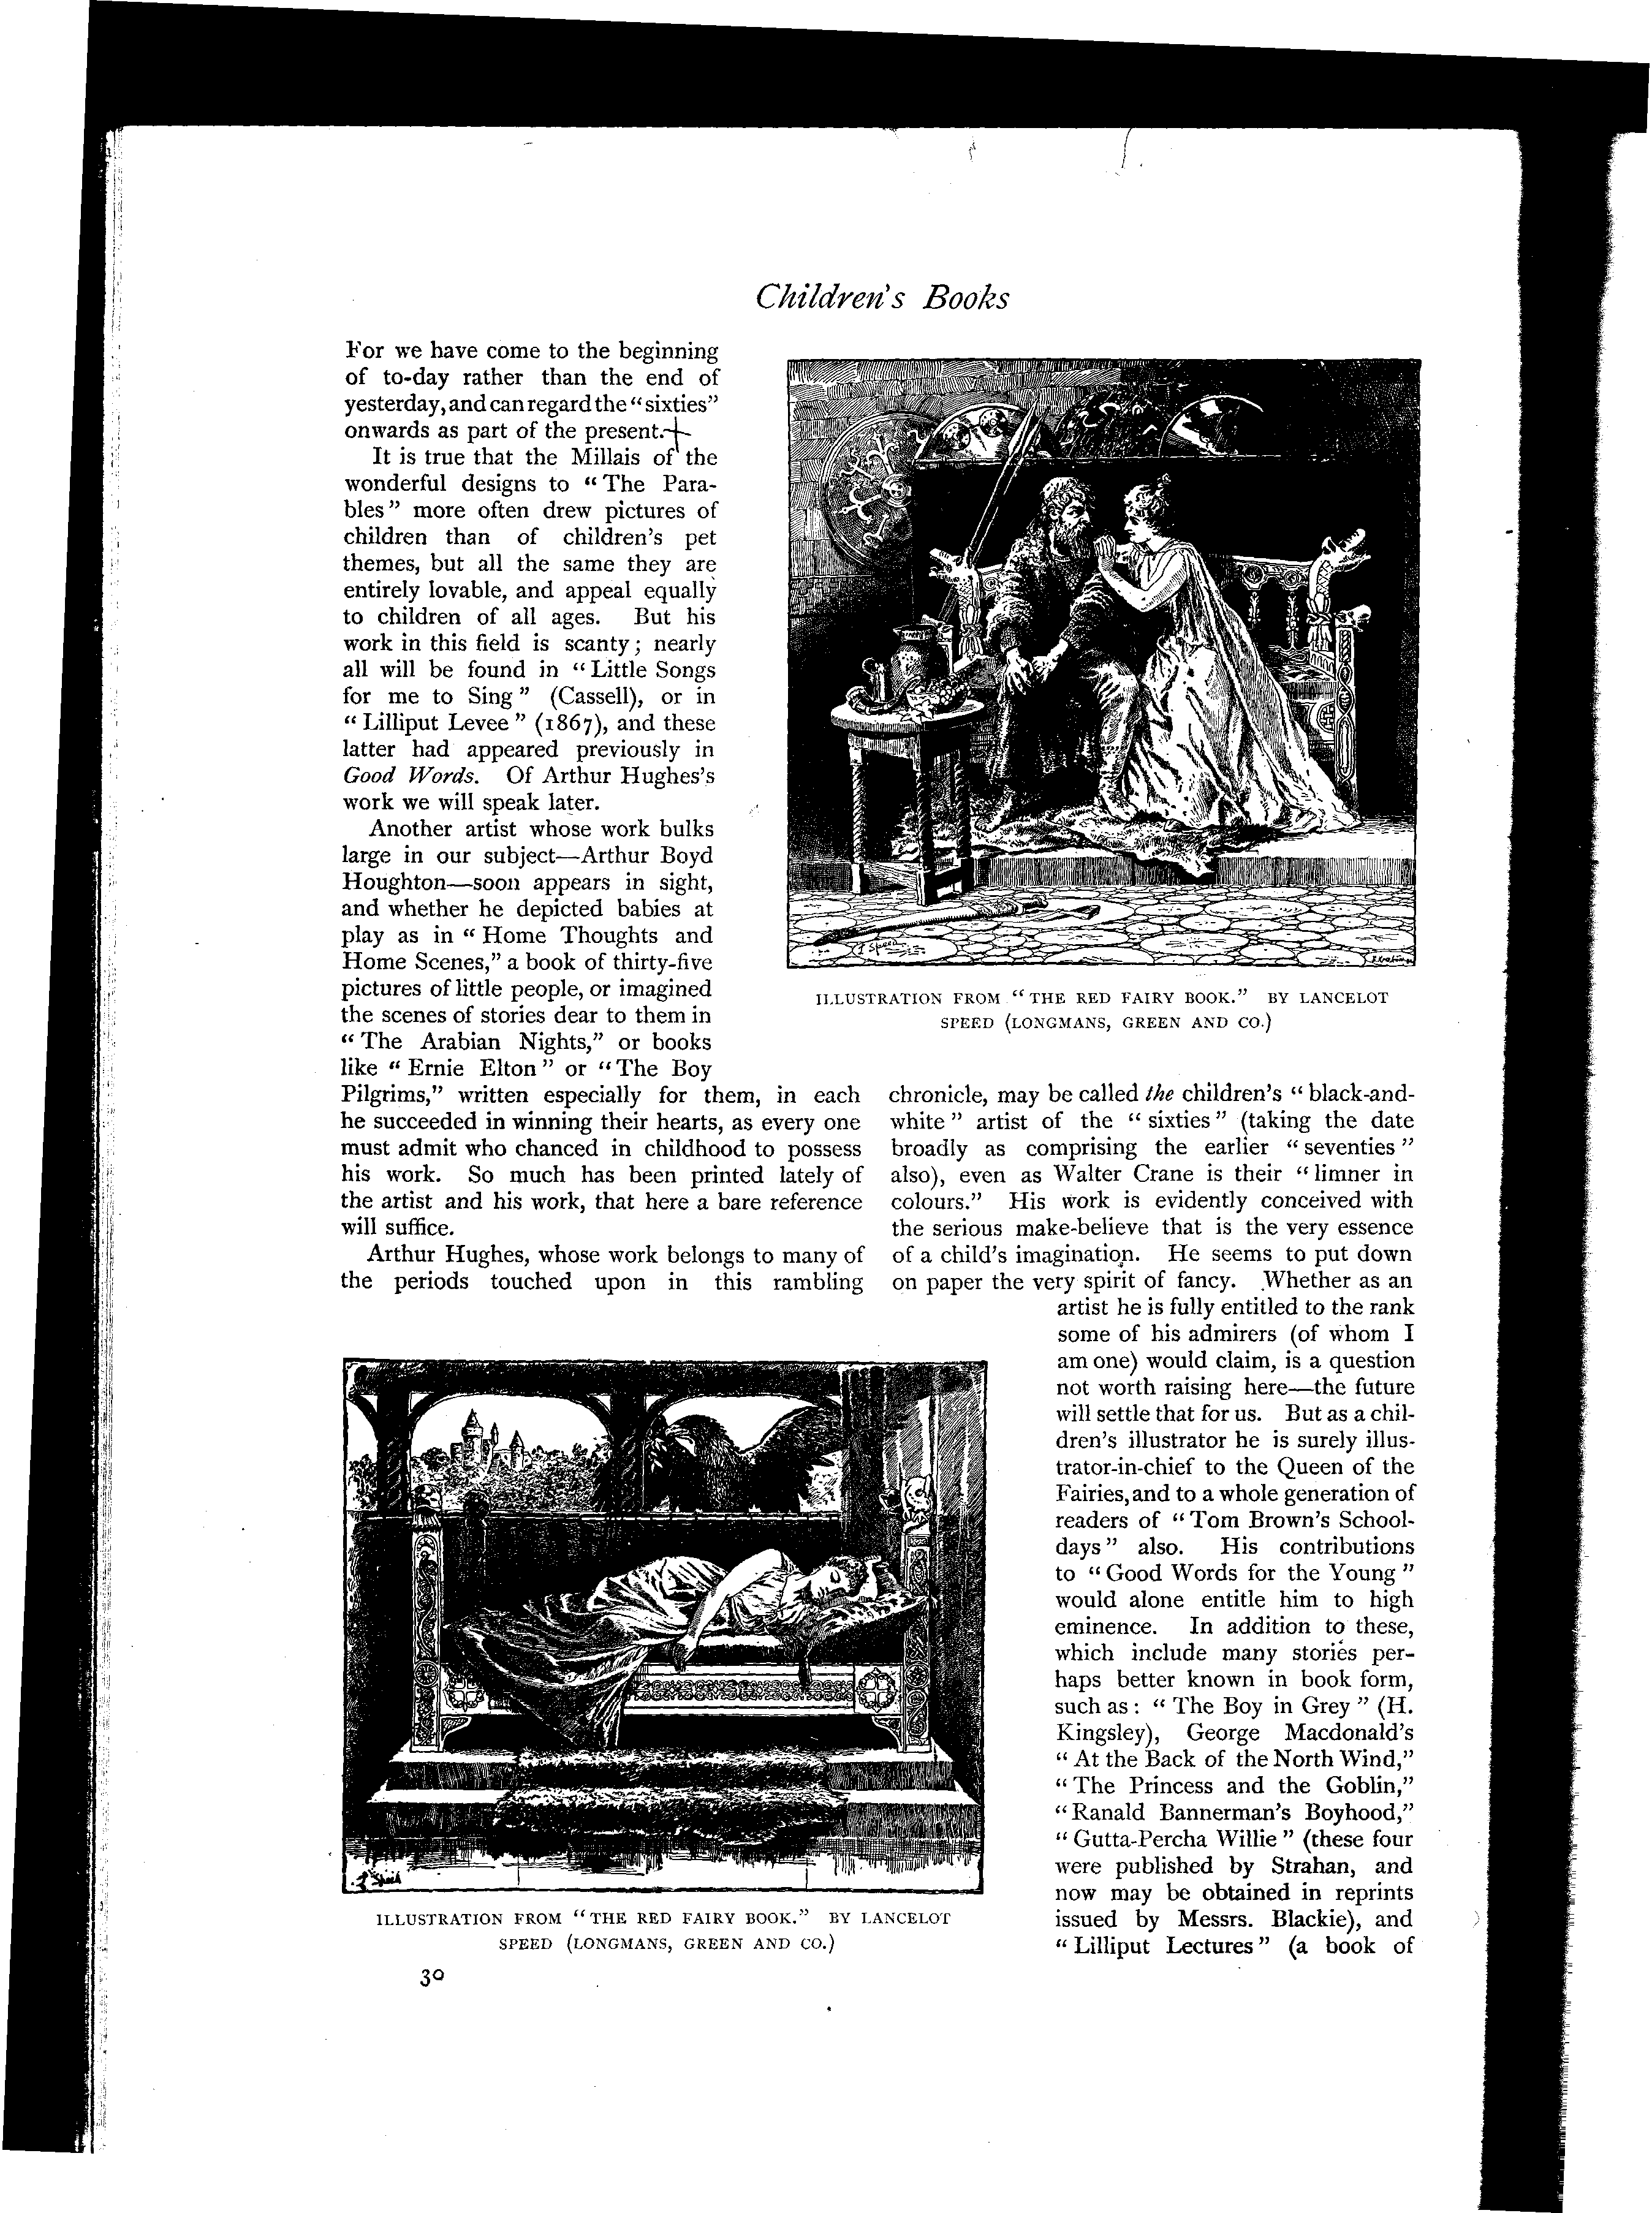 Children's Books
For we have come to the beginning
of to-day rather than the end of
yesterday, and can regard the "sixties"
onwards as part of the present.
It is true that the Millais of the
wonderful designs to "The Para-
bles" more often drew pictures of
children than of children's pet
themes, but all the same they are
entirely lovable, and appeal equally
to children of all ages. But his
work in this field is scanty; nearly
all will be found in "Little Songs
for me to Sing" (Cassell), or in
"Lilliput Levee" (1867), and these
latter had appeared previously in
Good Words. Of Arthur Hughes's
work we will speak later.
Another artist whose work bulks
large in our subject—Arthur Boyd
Houghton—soon appears in sight,
and whether he depicted babies at
play as in "Home Thoughts and
Home Scenes," a book of thirty-five
pictures of little people, or imagined
the scenes of stories dear to them in
"The Arabian Nights," or books
like "Ernie Elton" or "The Boy
Pilgrims," written especially for them, in each
he succeeded in winning their hearts, as every one
must admit who chanced in childhood to possess
his work. So much has been printed lately of
the artist and his work, that here a bare reference
will suffice.
Arthur Hughes, whose work belongs to many of
the periods touched upon in this rambling
L Speed
ILLUSTRATION FROM "THE RED FAIRY BOOK." BY LANCELOT
SPEED (LONGMANS, GREEN AND CO.)
chronicle, may be called the children's "black-and-
white" artist of the "sixties" (taking the date
broadly as comprising the earlier "seventies"
also), even as Walter Crane is their "limner in
colours." His work is evidently conceived with
the serious make-believe that is the very essence
of a child's imagination. He seems to put down
on paper the very spirit of fancy. Whether as an
artist he is fully entitled to the rank
some of his admirers (of whom I
am one) would claim, is a question
not worth raising here—the future
will settle that for us. But as a chil-
dren's illustrator he is surely illus-
trator-in-chief to the Queen of the
Fairies, and to a whole generation of
readers of "Tom Brown's School-
days" also. His contributions
to "Good Words for the Young"
would alone entitle him to high
eminence. In addition to these,
which include many stories per-
haps better known in book form,
such as: "The Boy in Grey" (H.
Kingsley), George Macdonald's
"At the Back of the North Wind,"
"The Princess and the Goblin,"
"Ranald Bannerman's Boyhood,"
"Gutta-Percha Willie" (these four
were published by Strahan, and
now may be obtained in reprints
issued by Messrs. Blackie), and
"Lilliput Lectures" (a book of
L Speed
ILLUSTRATION FROM "THE RED FAIRY BOOK." BY LANCELOT
SPEED (LONGMANS, GREEN AND CO.)
30